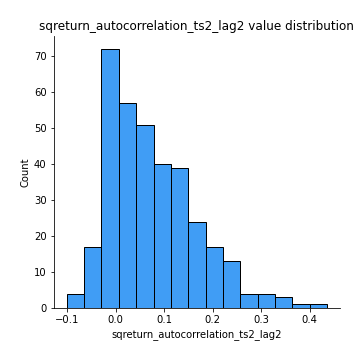 sqreturn_autocorrelation_ts2_lag2 value distribution
70
60
50
40
30
20
10
0
Count
−0.1 0.0 0.1 0.2 0.3 0.4
sqreturn_autocorrelation_ts2_lag2